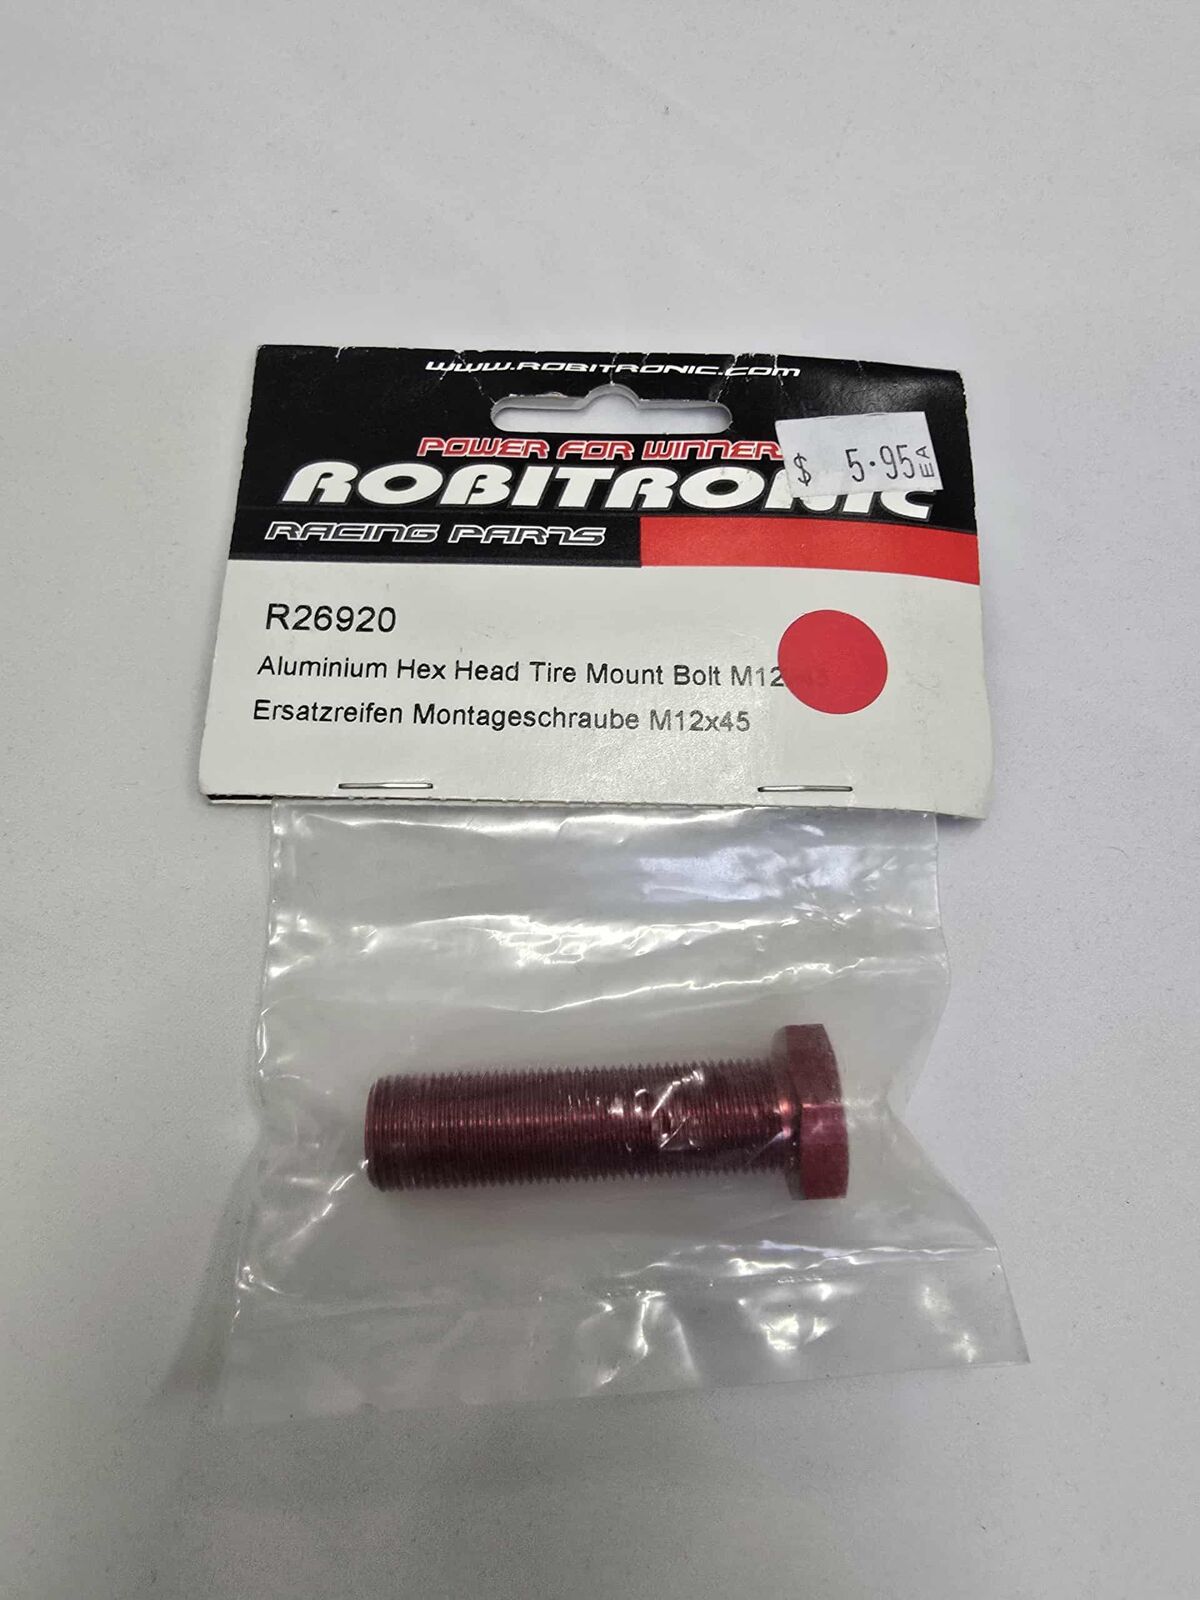 www.robitronic.com
POWER FOR WINNER
$ 5.95 EA
ROBITRONIC
RACING PARTS
R26920
Aluminium Hex Head Tire Mount Bolt M12x45
Ersatzreifen Montageschraube M12x45